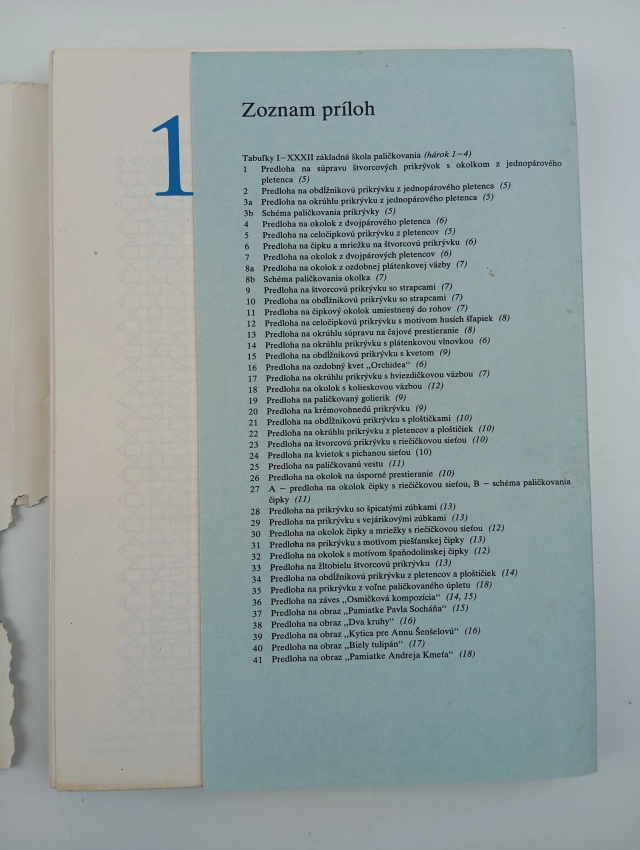 1
Zoznam príloh
Tabuľky I–XXXII základná škola paličkovania (hárok 1–4)
1 Predloha na súpravu štvorcových prikrývok s okolkom z jednopárového
pletenca (5)
2 Predloha na obdĺžnikovú prikrývku z jednopárového pletenca (5)
3a Predloha na okrúhlu prikrývku z jednopárového pletenca (5)
3b Schéma paličkovania prikrývky (5)
4 Predloha na okolok z dvojpárového pletenca (6)
5 Predloha na celočipkovú prikrývku z pletencov (5)
6 Predloha na čipku a mriežku na štvorcovú prikrývku (6)
7 Predloha na okolok z dvojpárových pletencov (6)
8a Predloha na okolok z ozdobnej plátenkovej väzby (7)
8b Schéma paličkovania okolka (7)
9 Predloha na štvorcovú prikrývku so strapcami (7)
10 Predloha na obdĺžnikovú prikrývku so strapcami (7)
11 Predloha na čipkový okolok umiestnený do rohov (7)
12 Predloha na celočipkovú prikrývku s motívom husích šľapiek (8)
13 Predloha na okrúhlu súpravu na čajové prestieranie (8)
14 Predloha na okrúhlu prikrývku s plátenkovou vlnovkou (6)
15 Predloha na obdĺžnikovú prikrývku s kvetom (9)
16 Predloha na ozdobný kvet „Orchidea“ (6)
17 Predloha na okrúhlu prikrývku s hviezdičkovou väzbou (7)
18 Predloha na okolok s kolieskovou väzbou (12)
19 Predloha na paličkovaný golierik (9)
20 Predloha na krémovohnedú prikrývku (9)
21 Predloha na obdĺžnikovú prikrývku s ploštičkami (10)
22 Predloha na okrúhlu prikrývku z pletencov a ploštičiek (10)
23 Predloha na štvorcovú prikrývku s riečičkovou sieťou (10)
24 Predloha na kvietok s pichanou sieťou (10)
25 Predloha na paličkovanú vestu (11)
26 Predloha na okolok na úsporné prestieranie (10)
27 A – predloha na okolok čipky s riečičkovou sieťou, B – schéma paličkovania
čipky (11)
28 Predloha na prikrývku so špicatými zúbkami (13)
29 Predloha na prikrývku s vejárikovými zúbkami (13)
30 Predloha na okolok čipky a mriežky s riečičkovou sieťou (12)
31 Predloha na prikrývku s motívom piešťanskej čipky (13)
32 Predloha na okolok s motívom špaňodolinskej čipky (12)
33 Predloha na žltobielu štvorcovú prikrývku (13)
34 Predloha na obdĺžnikovú prikrývku z pletencov a ploštičiek (14)
35 Predloha na prikrývku z voľne paličkovaného úpletu (18)
36 Predloha na záves „Osmičková kompozícia“ (14, 15)
37 Predloha na obraz „Pamiatke Pavla Socháňa“ (15)
38 Predloha na obraz „Dva kruhy“ (16)
39 Predloha na obraz „Kytica pre Annu Šenšelovú“ (16)
40 Predloha na obraz „Biely tulipán“ (17)
41 Predloha na obraz „Pamiatke Andreja Kmeťa“ (18)